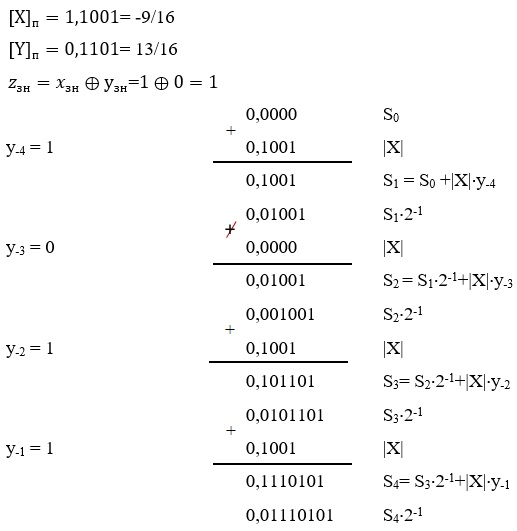 [X]ₚ = 1,1001= -9/16
[Y]ₚ = 0,1101= 13/16
zзн = xзн ⊕ yзн=1 ⊕ 0 = 1
0,0000 S₀
+
y₋₄ = 1 0,1001 |X|
0,1001 S₁ = S₀ +|X|·y₋₄
0,01001 S₁·2⁻¹
+
y₋₃ = 0 0,0000 |X|
0,01001 S₂ = S₁·2⁻¹+|X|·y₋₃
0,001001 S₂·2⁻¹
+
y₋₂ = 1 0,1001 |X|
0,101101 S₃= S₂·2⁻¹+|X|·y₋₂
0,0101101 S₃·2⁻¹
+
y₋₁ = 1 0,1001 |X|
0,1110101 S₄= S₃·2⁻¹+|X|·y₋₁
0,01110101 S₄·2⁻¹